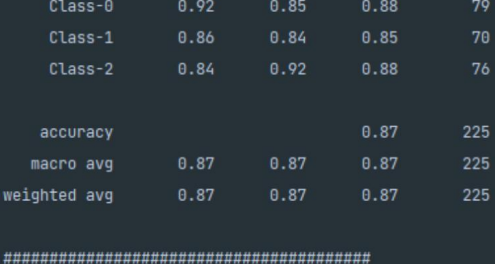 Class-0 0.92 0.85 0.88 79
Class-1 0.86 0.84 0.85 70
Class-2 0.84 0.92 0.88 76
accuracy 0.87 225
macro avg 0.87 0.87 0.87 225
weighted avg 0.87 0.87 0.87 225
########################################